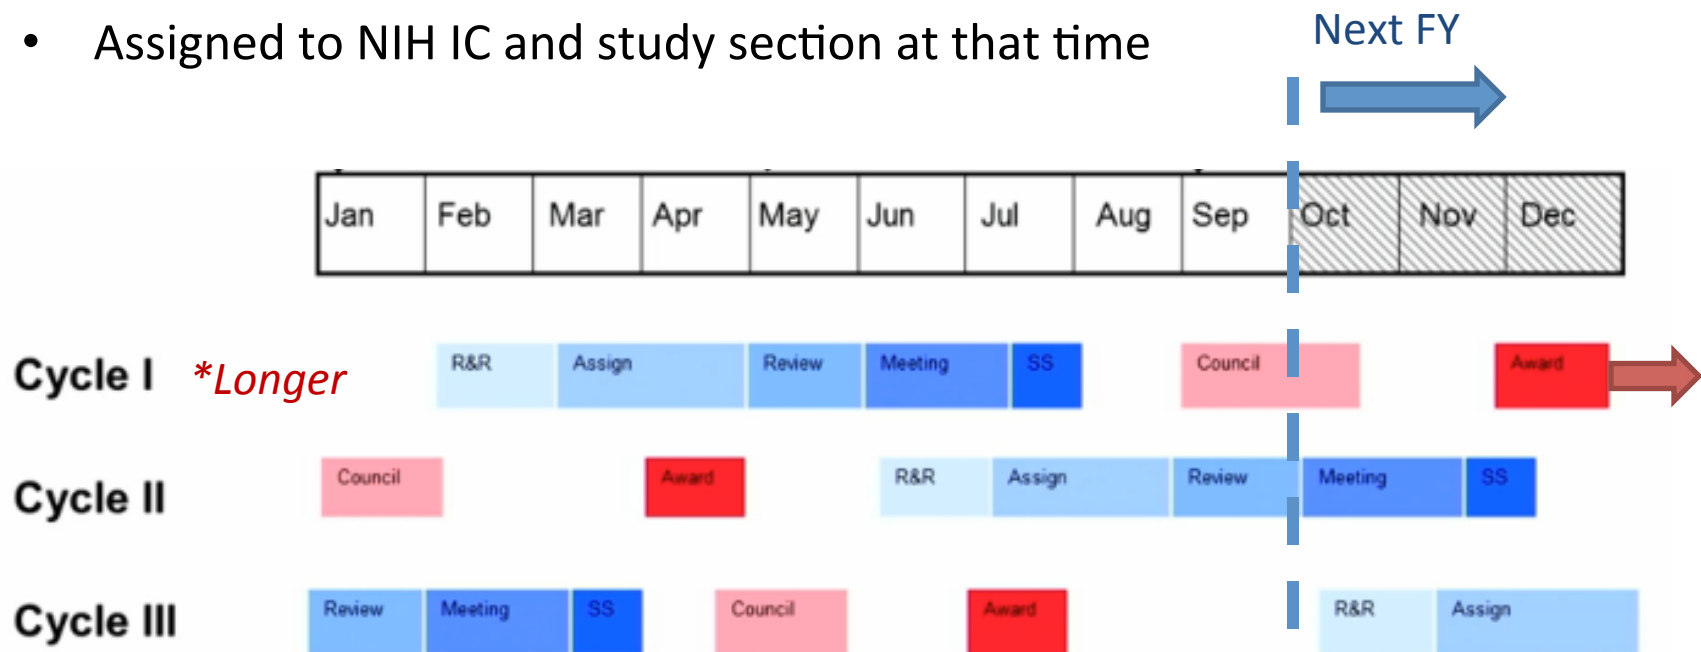 • Assigned to NIH IC and study section at that time
Next FY
Jan Feb Mar Apr May Jun Jul Aug Sep Oct Nov Dec
Cycle I *Longer R&R Assign Review Meeting SS Council Award
Cycle II Council Award R&R Assign Review Meeting SS
Cycle III Review Meeting SS Council Award R&R Assign